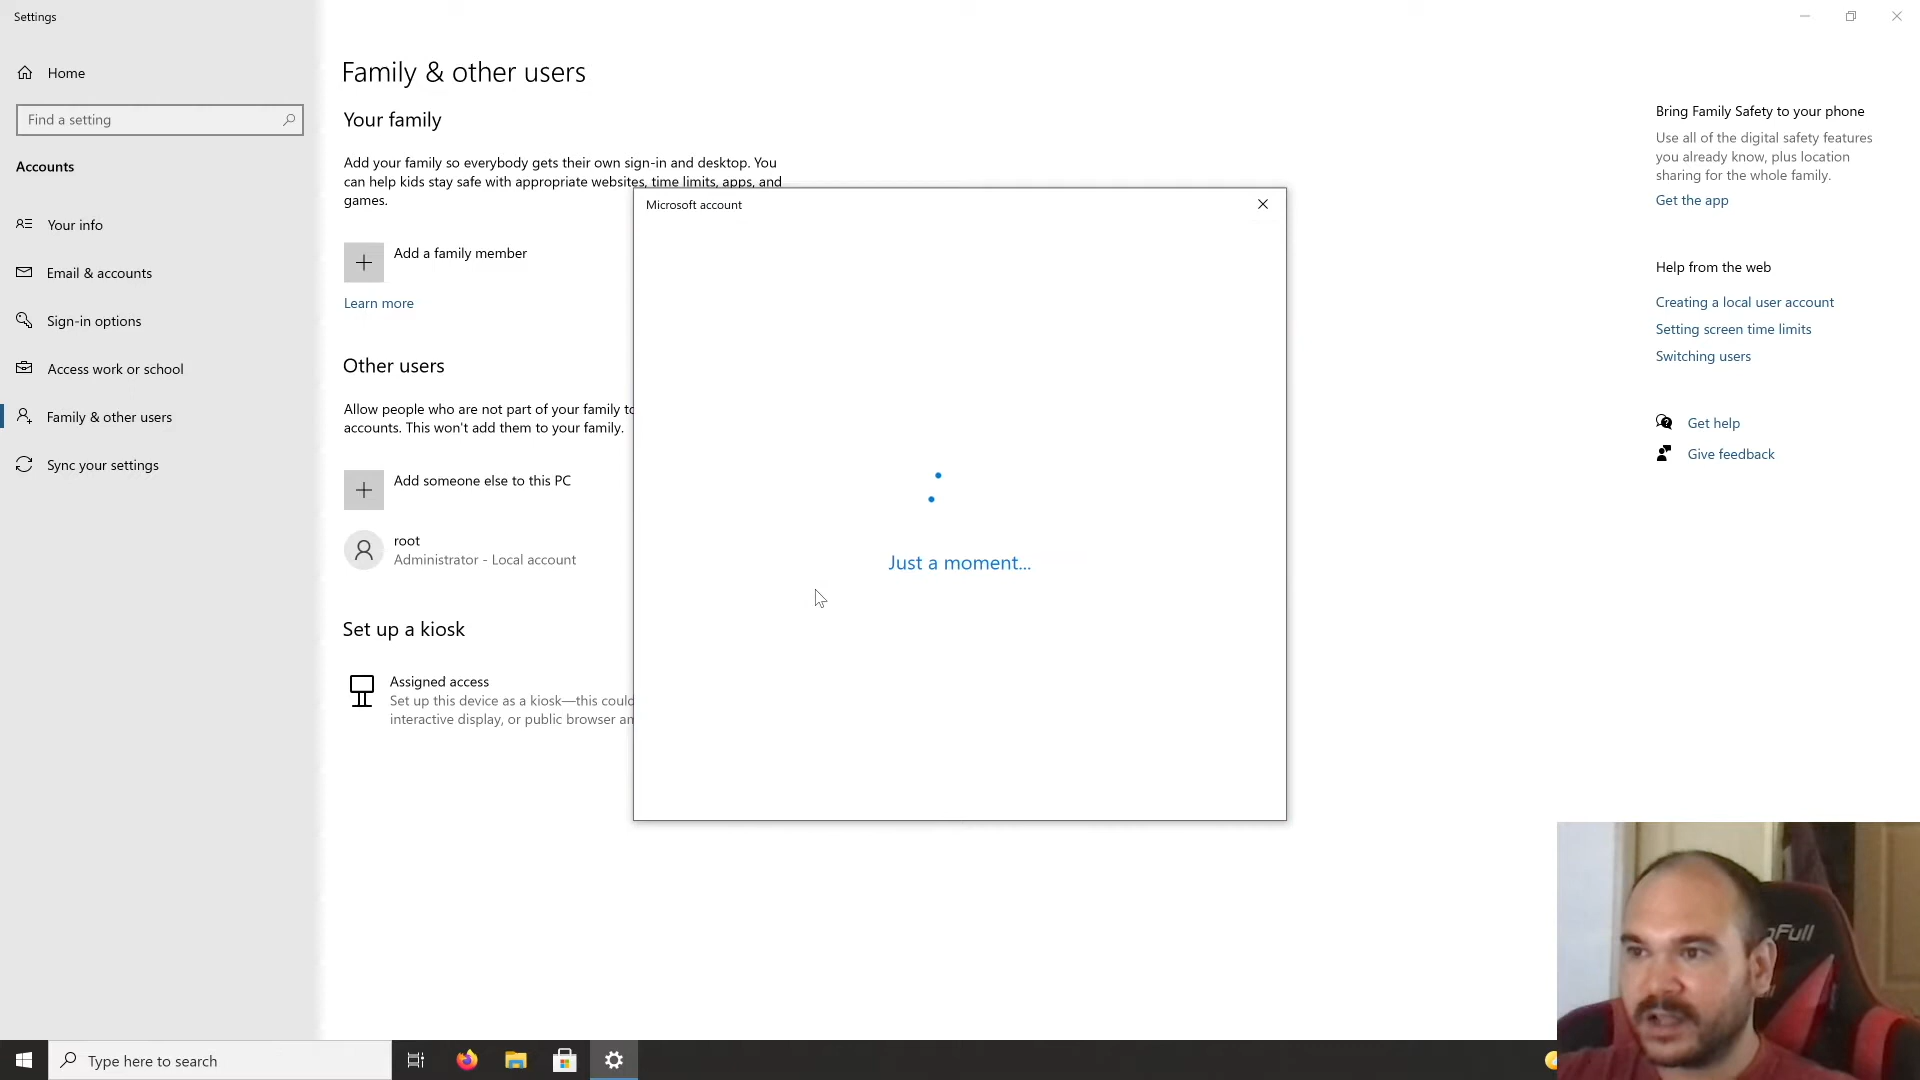 Settings
Home
Find a setting
Accounts
Your info
Email & accounts
Sign-in options
Access work or school
Family & other users
Sync your settings
Family & other users
Your family
Add your family so everybody gets their own sign-in and desktop. You
can help kids stay safe with appropriate websites, time limits, apps, and
games.
Add a family member
Learn more
Other users
Allow people who are not part of your family to
accounts. This won't add them to your family.
Add someone else to this PC
root
Administrator - Local account
Set up a kiosk
Assigned access
Set up this device as a kiosk—this could
interactive display, or public browser
Microsoft account
Just a moment...
Bring Family Safety to your phone
Use all of the digital safety features
you already know, plus location
sharing for the whole family.
Get the app
Help from the web
Creating a local user account
Setting screen time limits
Switching users
Get help
Give feedback
Type here to search